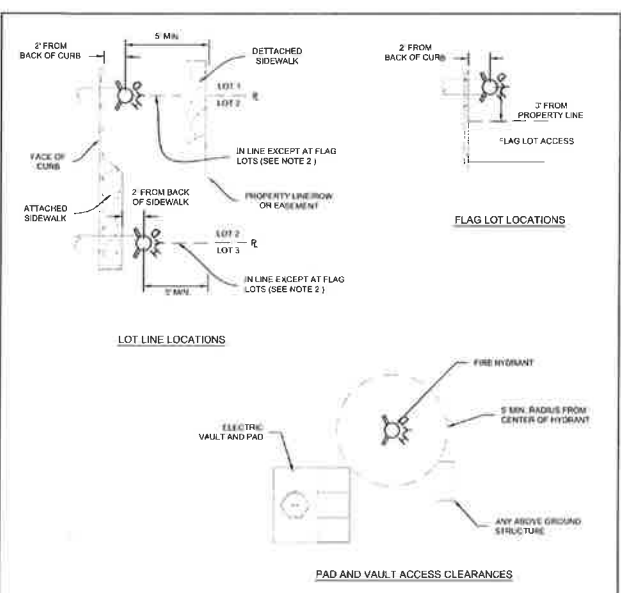 5' MIN.
2' FROM
BACK OF CURB
DETTACHED
SIDEWALK
LOT 1
LOT 2
PL
FACE OF
CURB
IN LINE EXCEPT AT FLAG
LOTS (SEE NOTE 2 )
ATTACHED
SIDEWALK
2' FROM BACK
OF SIDEWALK
PROPERTY LINE/ROW
OR EASEMENT
LOT 2
LOT 3
PL
IN LINE EXCEPT AT FLAG
LOTS (SEE NOTE 2 )
5' MIN.
LOT LINE LOCATIONS
2' FROM
BACK OF CURB
3' FROM
PROPERTY LINE
FLAG LOT ACCESS
FLAG LOT LOCATIONS
FIRE HYDRANT
5' MIN. RADIUS FROM
CENTER OF HYDRANT
ELECTRIC
VAULT AND PAD
ANY ABOVE GROUND
STRUCTURE
PAD AND VAULT ACCESS CLEARANCES